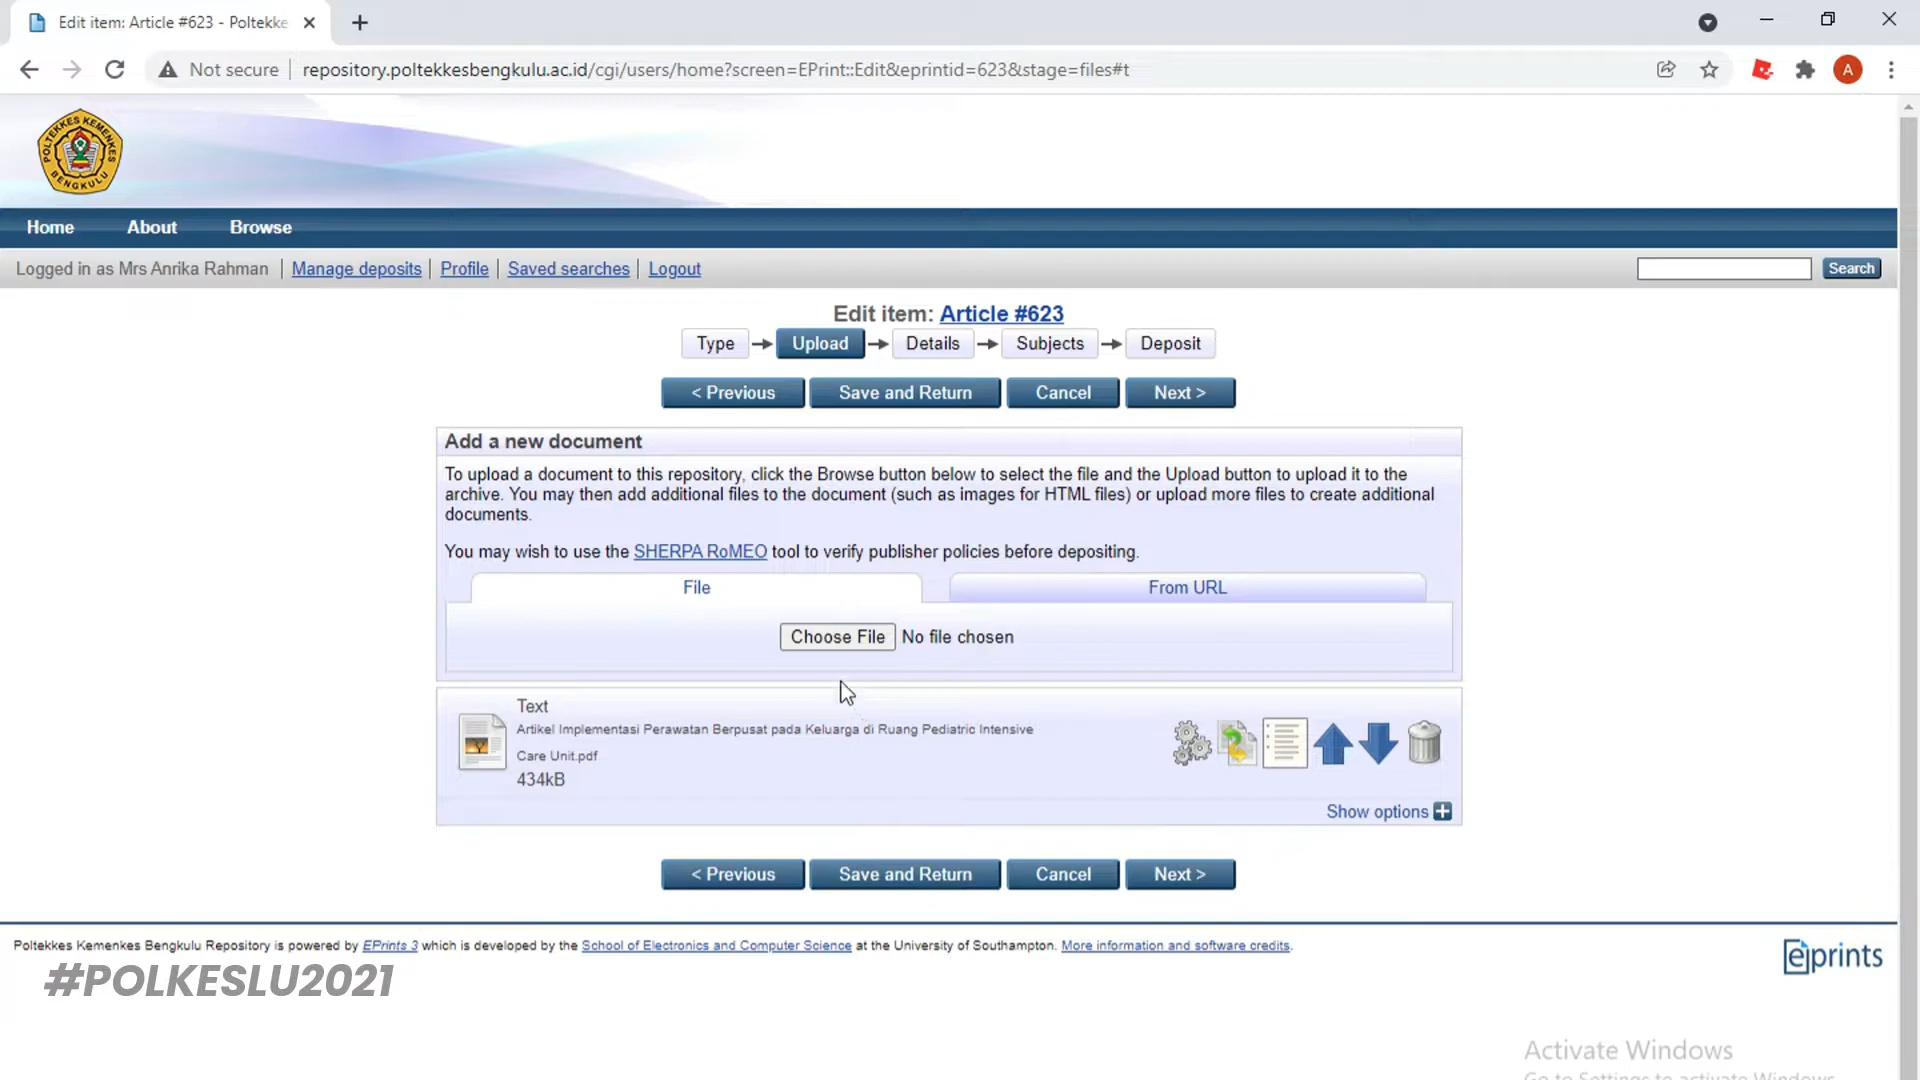 Edit item: Article #623 - Poltekke
Not secure
repository.poltekkesbengkulu.ac.id/cgi/users/home?screen=EPrint::Edit&eprintid=623&stage=files#t
A
POLTEKKES KEMENKES
BENGKULU
Home About Browse
Logged in as Mrs Anrika Rahman Manage deposits Profile Saved searches Logout Search
Edit item: Article #623
Type Upload Details Subjects Deposit
< Previous Save and Return Cancel Next >
Add a new document
To upload a document to this repository, click the Browse button below to select the file and the Upload button to upload it to the
archive. You may then add additional files to the document (such as images for HTML files) or upload more files to create additional
documents.
You may wish to use the SHERPA RoMEO tool to verify publisher policies before depositing.
File From URL
Choose File No file chosen
Text
Artikel Implementasi Perawatan Berpusat pada Keluarga di Ruang Pediatric Intensive
Care Unit.pdf
434kB
Show options
< Previous Save and Return Cancel Next >
Poltekkes Kemenkes Bengkulu Repository is powered by EPrints 3 which is developed by the School of Electronics and Computer Science at the University of Southampton. More information and software credits.
eprints
#POLKESLU2021
Activate Windows
Go to Settings to activate Windows.